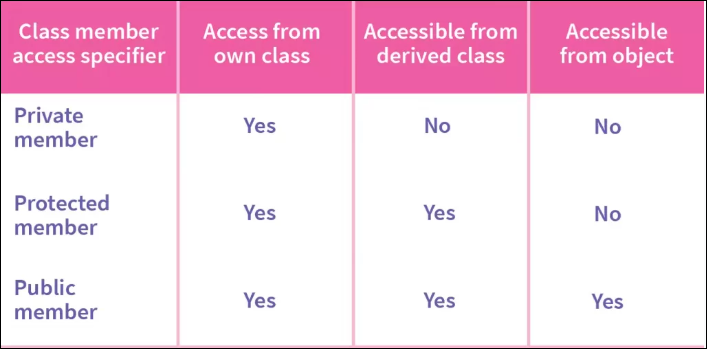 Class member
access specifier
Access from
own class
Accessible from
derived class
Accessible
from object
Private
member
Yes
No
No
Protected
member
Yes
Yes
No
Public
member
Yes
Yes
Yes